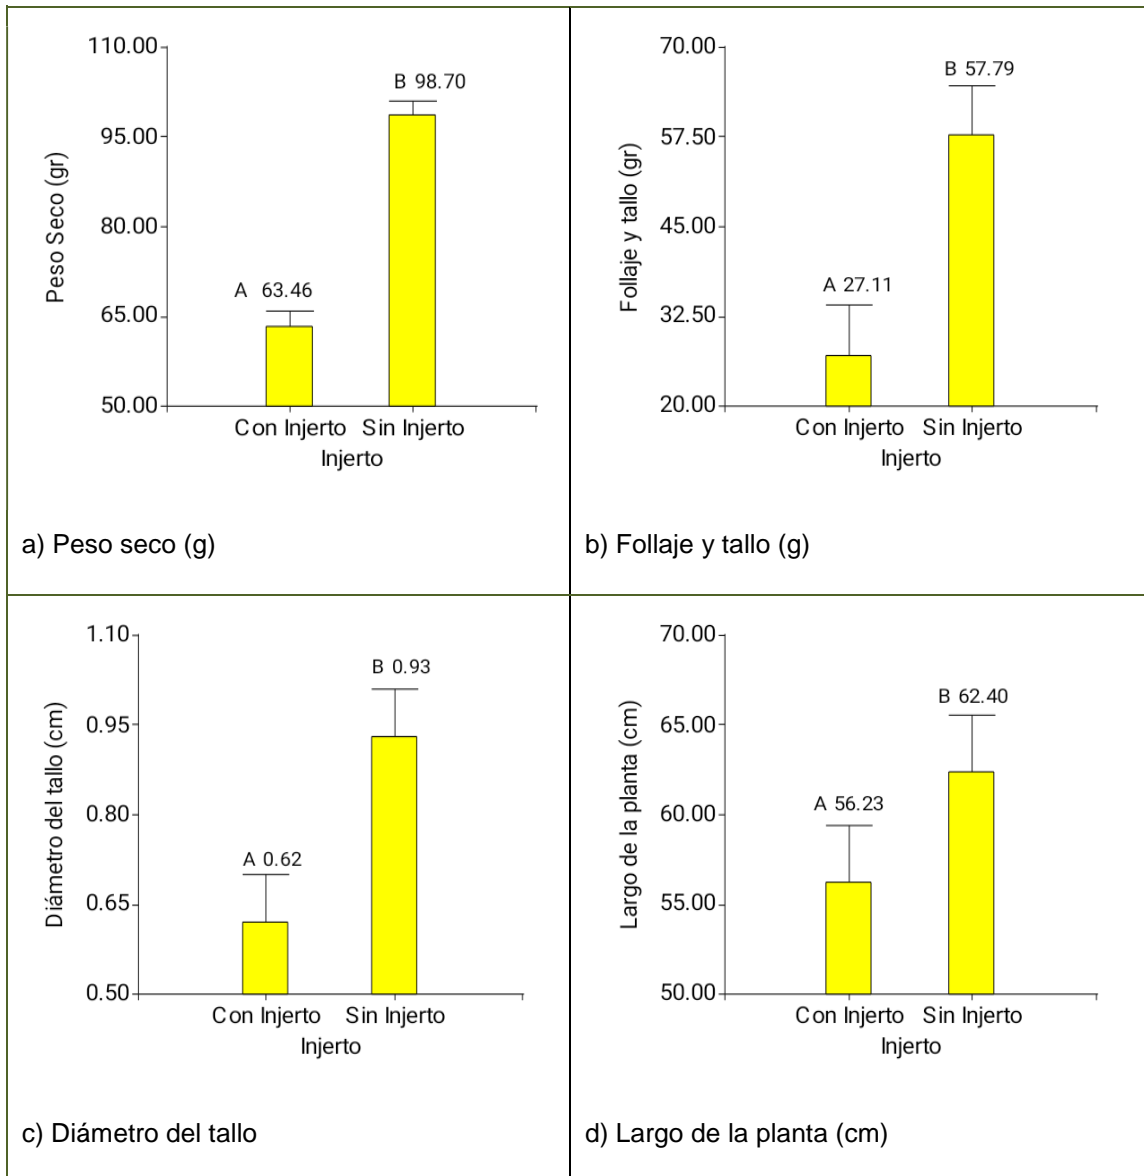 110.00
95.00
80.00
65.00
50.00
Peso Seco (gr)
A 63.46
B 98.70
Con Injerto Sin Injerto
Injerto
a) Peso seco (g)
70.00
57.50
45.00
32.50
20.00
Follaje y tallo (gr)
A 27.11
B 57.79
Con Injerto Sin Injerto
Injerto
b) Follaje y tallo (g)
1.10
0.95
0.80
0.65
0.50
Diámetro del tallo (cm)
A 0.62
B 0.93
Con Injerto Sin Injerto
Injerto
c) Diámetro del tallo
70.00
65.00
60.00
55.00
50.00
Largo de la planta (cm)
A 56.23
B 62.40
Con Injerto Sin Injerto
Injerto
d) Largo de la planta (cm)